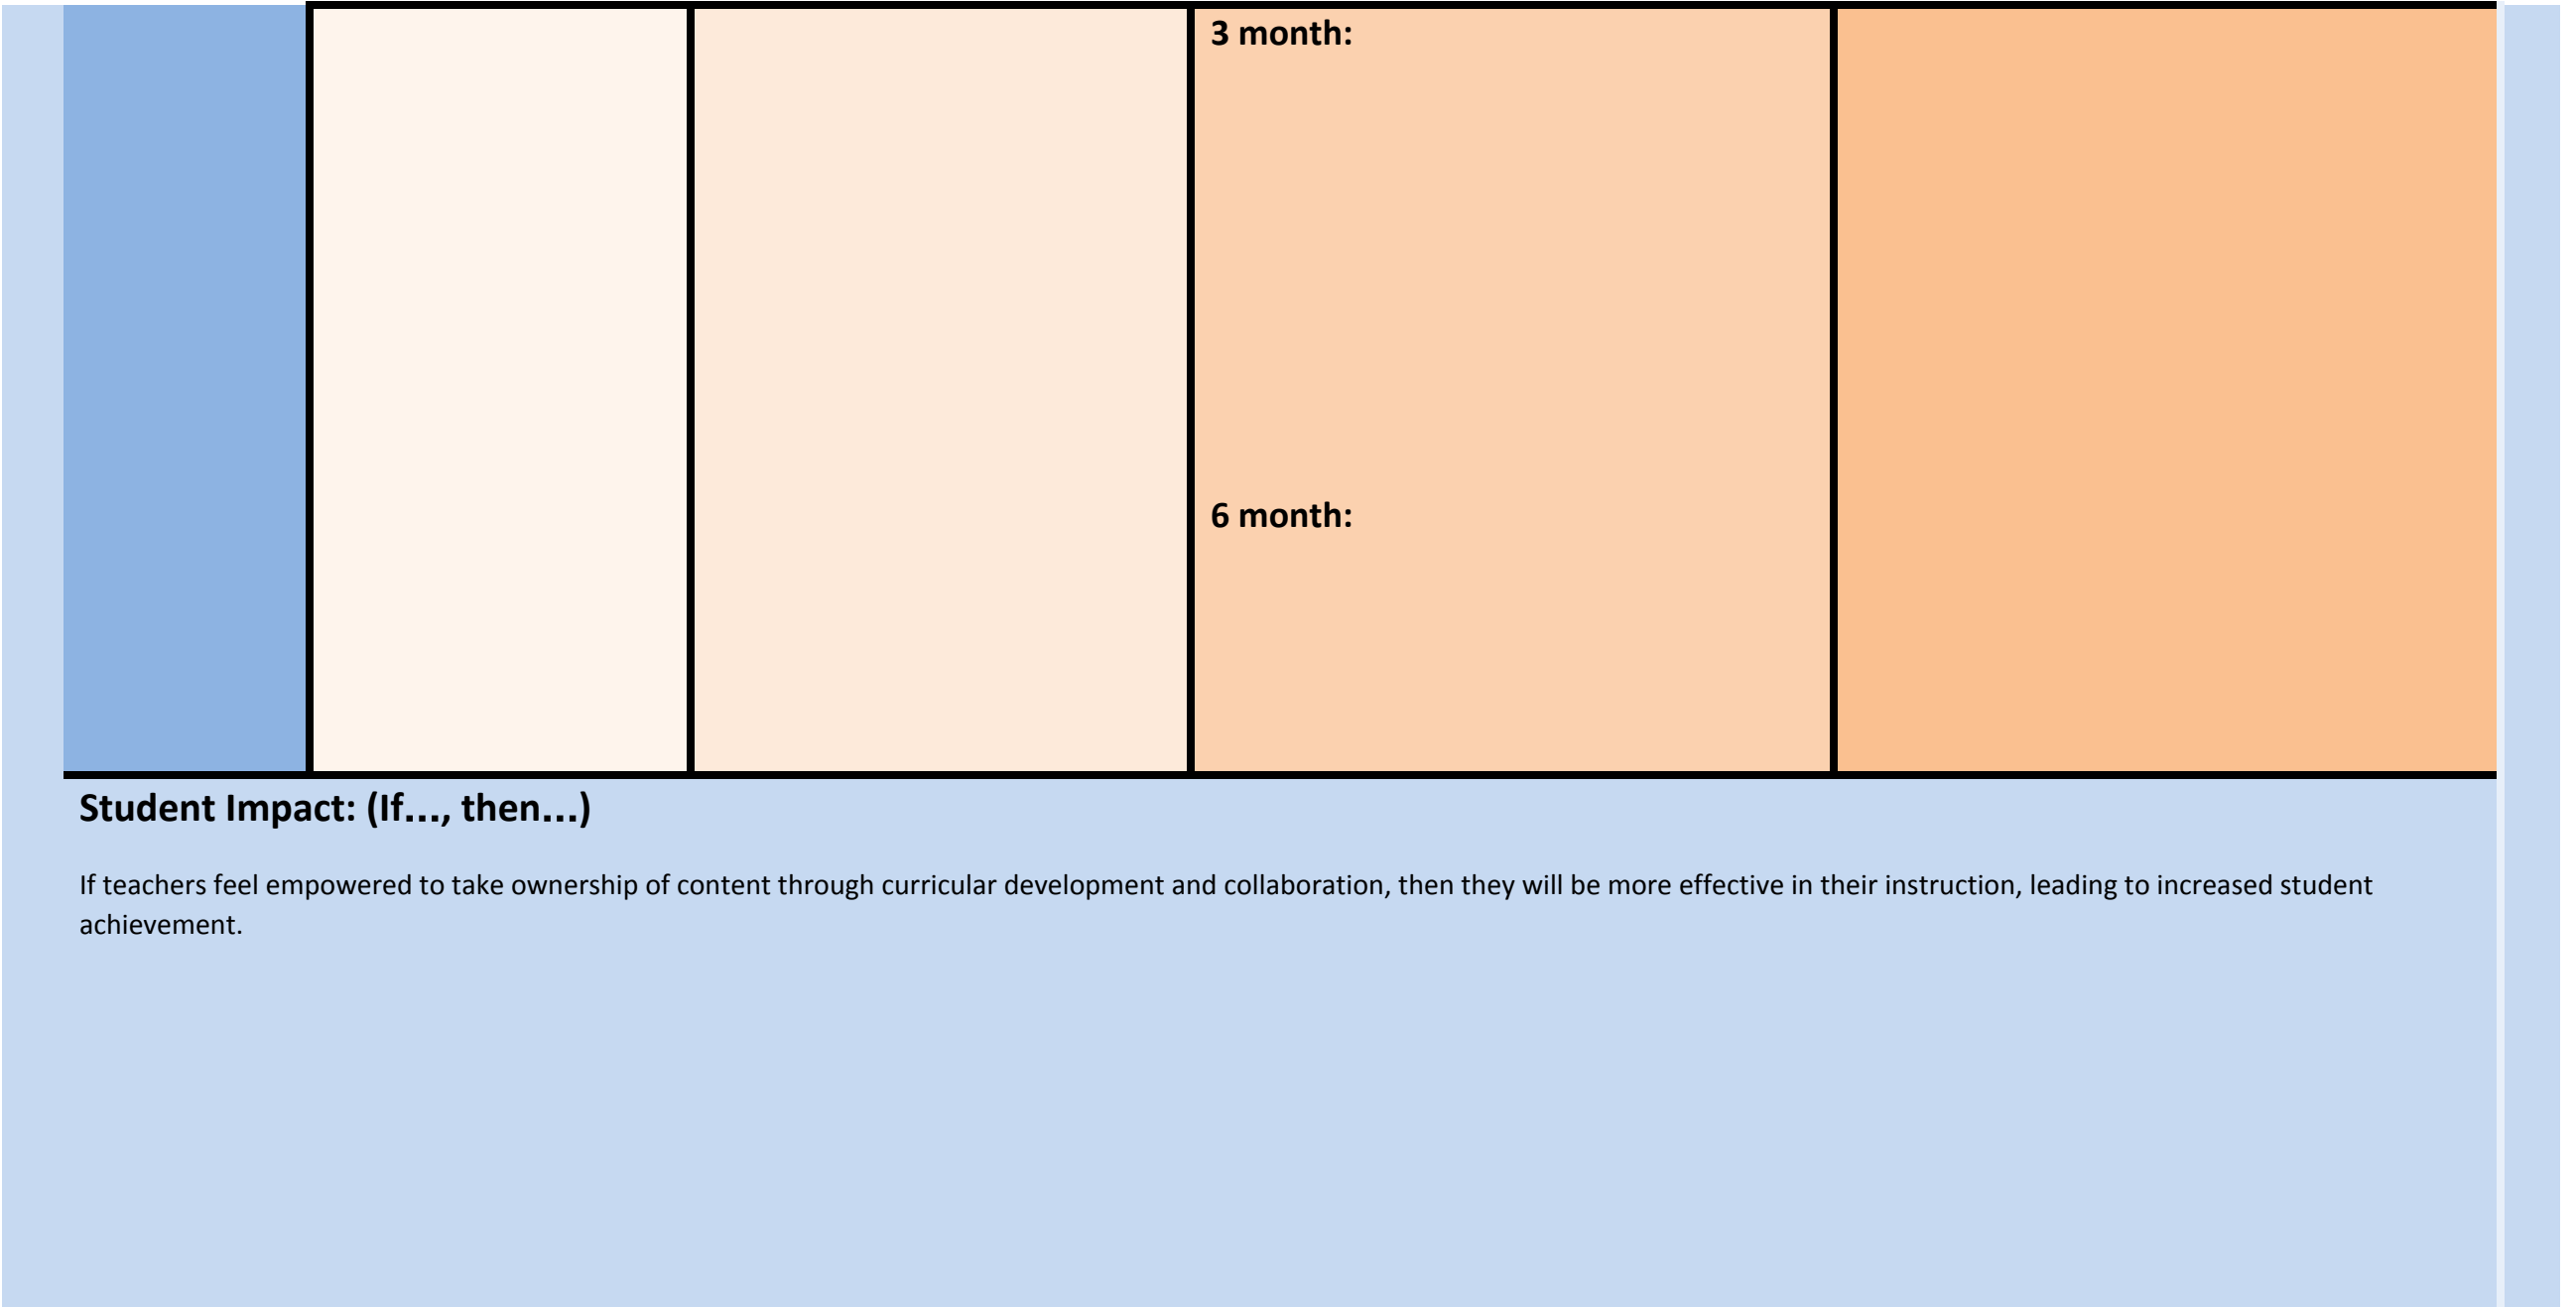 3 month:
6 month:
Student Impact: (If..., then...)
If teachers feel empowered to take ownership of content through curricular development and collaboration, then they will be more effective in their instruction, leading to increased student
achievement.